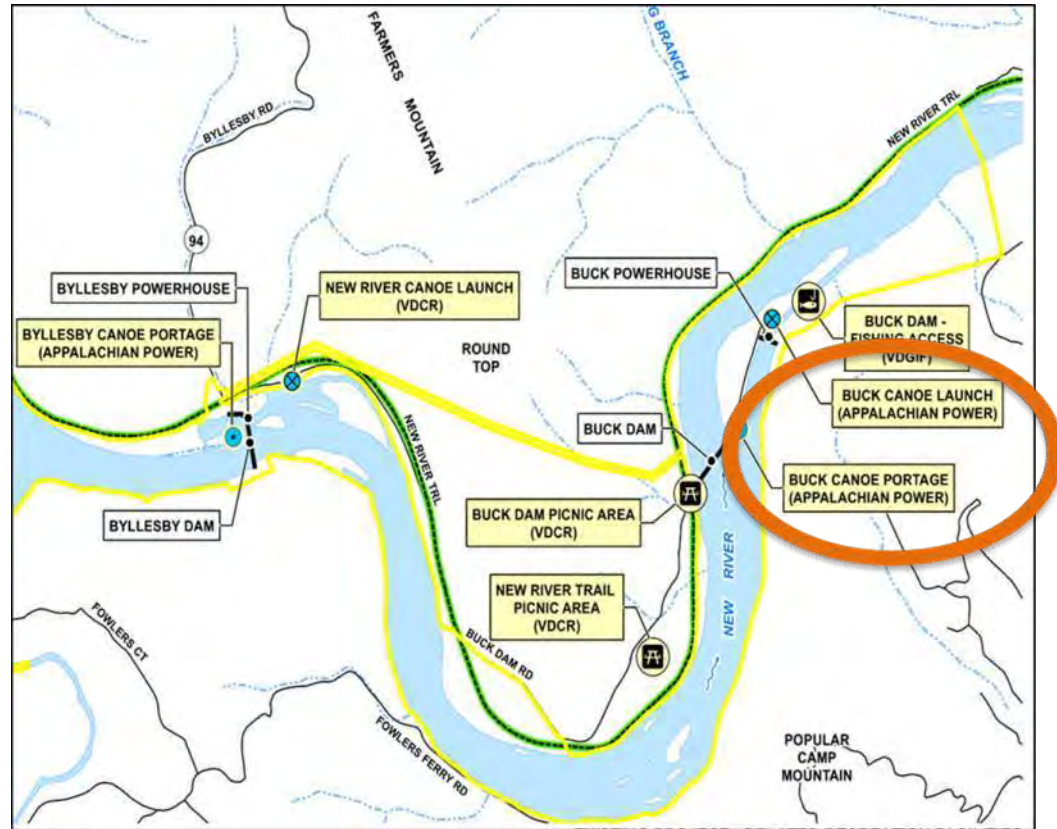 FARMERS MOUNTAIN
G BRANCH
BYLLESBY RD
NEW RIVER TRL
94
BYLLESBY POWERHOUSE
NEW RIVER CANOE LAUNCH
(VDCR)
BUCK POWERHOUSE
BYLLESBY CANOE PORTAGE
(APPALACHIAN POWER)
BUCK DAM -
FISHING ACCESS
(VDGIF)
ROUND
TOP
BUCK CANOE LAUNCH
(APPALACHIAN POWER)
NEW RIVER TRL
BUCK DAM
BUCK CANOE PORTAGE
(APPALACHIAN POWER)
BYLLESBY DAM
BUCK DAM PICNIC AREA
(VDCR)
NEW RIVER
NEW RIVER TRAIL
PICNIC AREA
(VDCR)
FOWLERS CT
BUCK DAM RD
FOWLERS FERRY RD
POPULAR
CAMP
MOUNTAIN